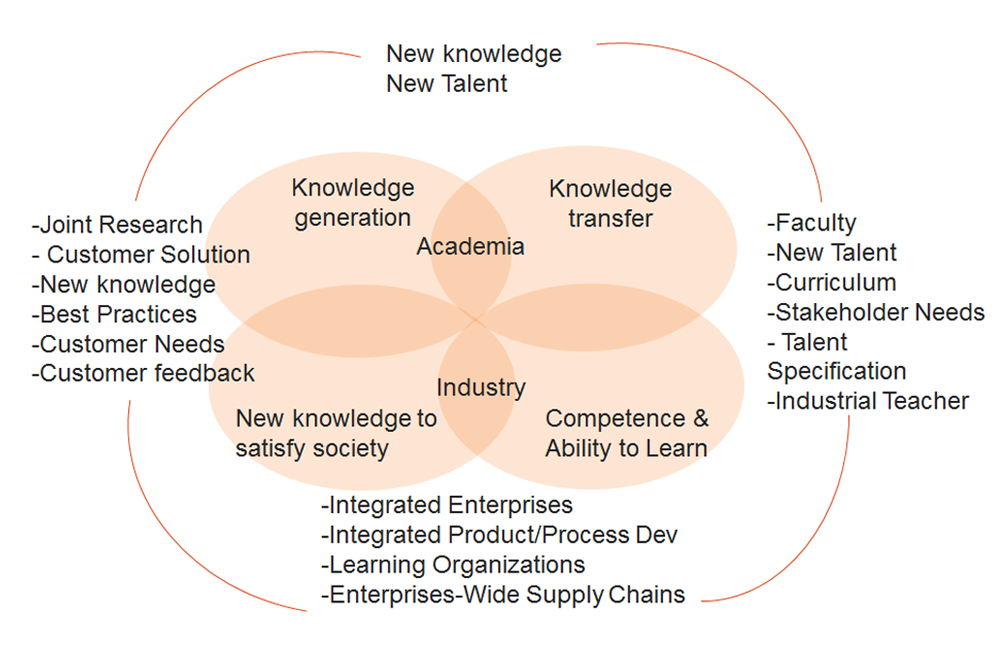 New knowledge
New Talent
Knowledge
generation
Knowledge
transfer
Academia
-Joint Research
- Customer Solution
-New knowledge
-Best Practices
-Customer Needs
-Customer feedback
-Faculty
-New Talent
-Curriculum
-Stakeholder Needs
- Talent
Specification
-Industrial Teacher
Industry
New knowledge to
satisfy society
Competence &
Ability to Learn
-Integrated Enterprises
-Integrated Product/Process Dev
-Learning Organizations
-Enterprises-Wide Supply Chains